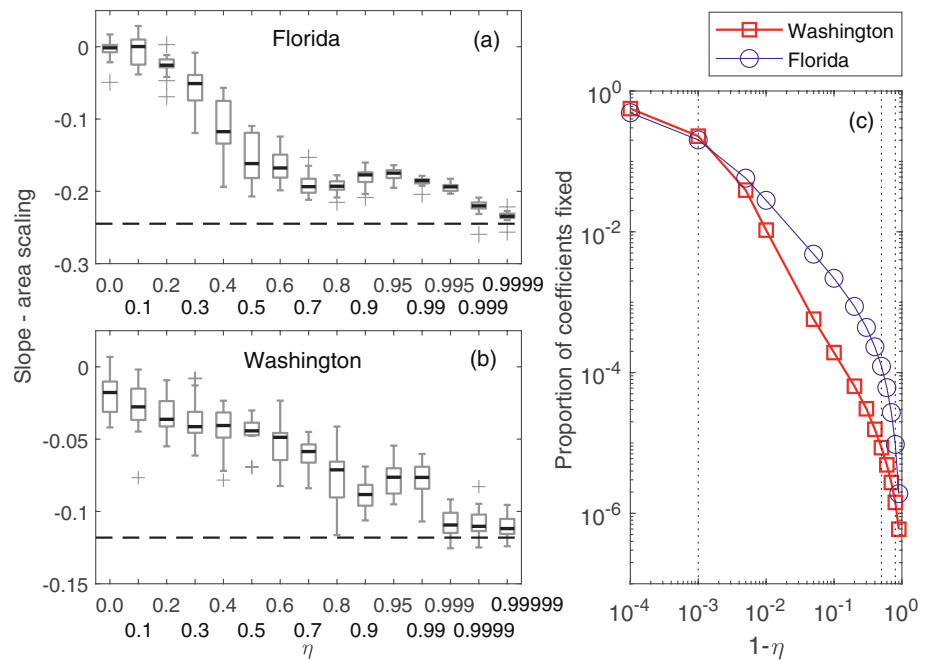 Florida
(a)
0
-0.1
-0.2
-0.3
0.0 0.2 0.4 0.6 0.8 0.95 0.995 0.9999
0.1 0.3 0.5 0.7 0.9 0.99 0.999
Slope - area scaling
Washington
(b)
0
-0.05
-0.1
-0.15
0.0 0.2 0.4 0.6 0.8 0.95 0.999 0.99999
0.1 0.3 0.5 0.7 0.9 0.99 0.9999
η
Washington
Florida
(c)
Proportion of coefficients fixed
10⁰
10⁻²
10⁻⁴
10⁻⁶
10⁻⁴ 10⁻³ 10⁻² 10⁻¹ 10⁰
1-η